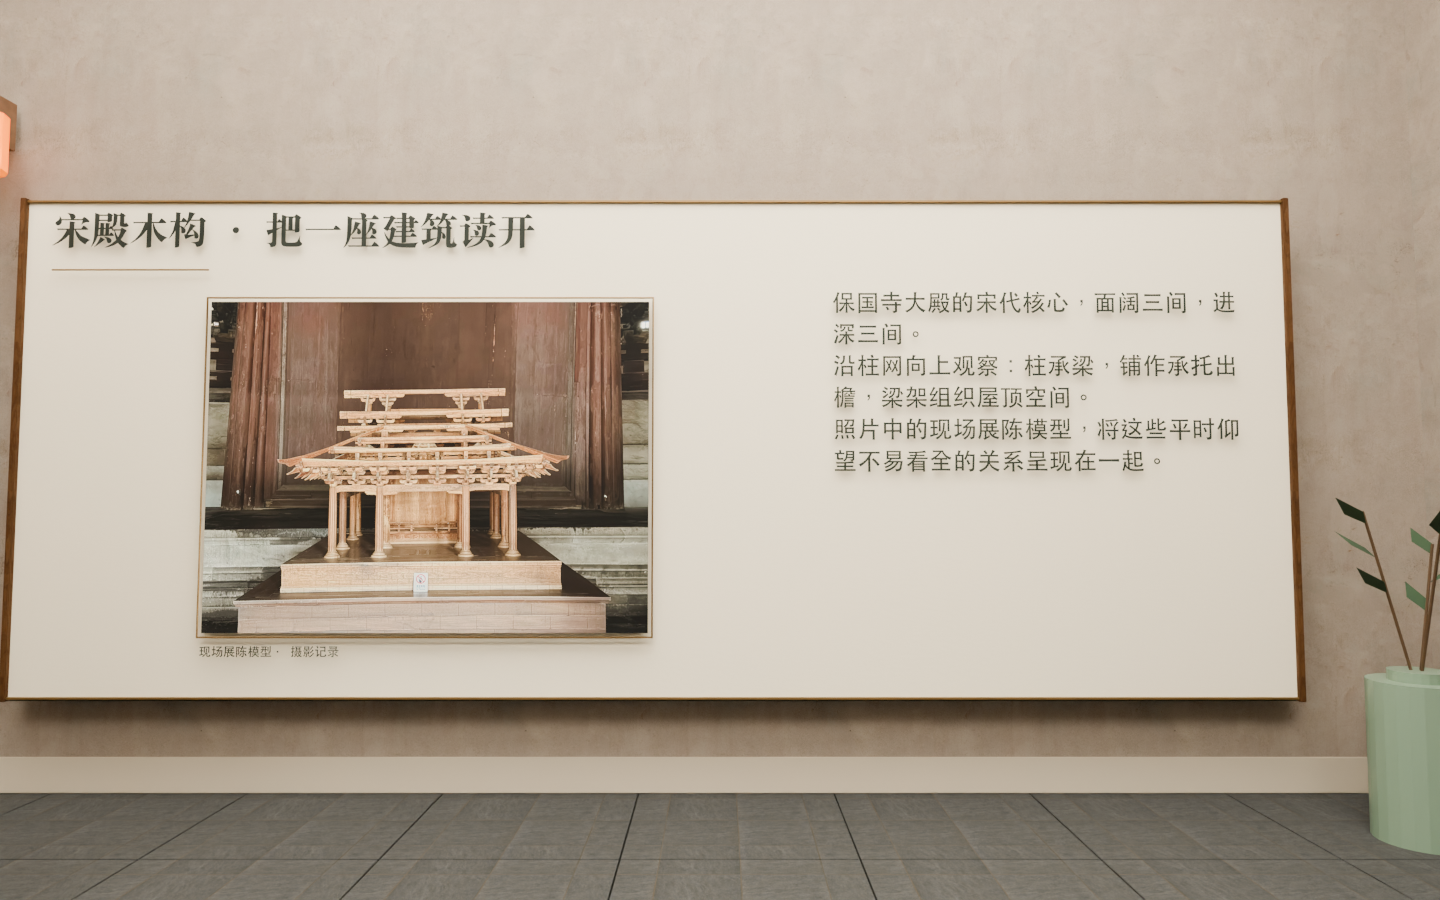 宋殿木构 · 把一座建筑读开
保国寺大殿的宋代核心，面阔三间，进
深三间。
沿柱网向上观察：柱承梁，铺作承托出
檐，梁架组织屋顶空间。
照片中的现场展陈模型，将这些平时仰
望不易看全的关系呈现在一起。
现场展陈模型 · 摄影记录